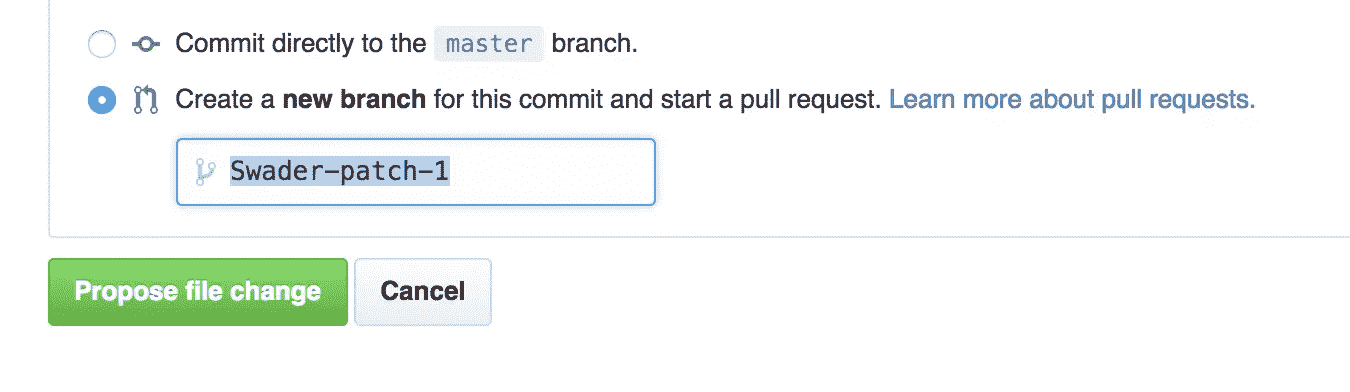 Commit directly to the master branch.
Create a new branch for this commit and start a pull request. Learn more about pull requests.
Swader-patch-1
Propose file change Cancel